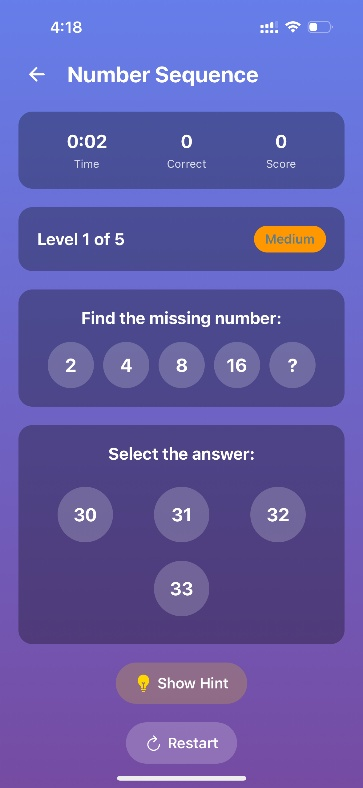 4:18
Number Sequence
0:02 0 0
Time Correct Score
Level 1 of 5 Medium
Find the missing number:
2 4 8 16 ?
Select the answer:
30 31 32
33
Show Hint
Restart